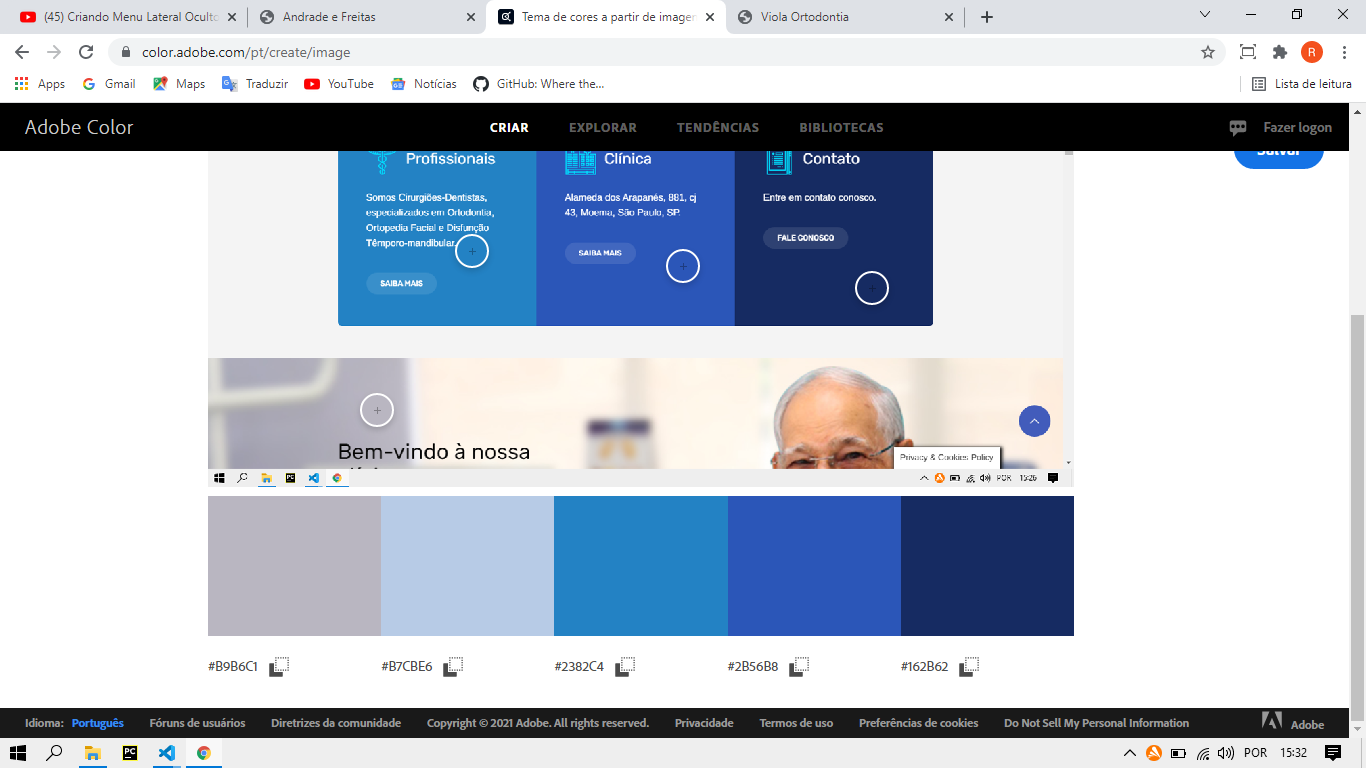 (45) Criando Menu Lateral Oculto
Andrade e Freitas
Tema de cores a partir de imagem
Viola Ortodontia
color.adobe.com/pt/create/image
R
Apps
Gmail
Maps
Traduzir
YouTube
Notícias
GitHub: Where the...
Lista de leitura
Adobe Color
CRIAR
EXPLORAR
TENDÊNCIAS
BIBLIOTECAS
Fazer logon
Salvar
Profissionais
Somos Cirurgiões-Dentistas,
especializados em Ortodontia,
Ortopedia Facial e Disfunção
Têmporo-mandibular.
SAIBA MAIS
Clínica
Alameda dos Arapanés, 881, cj
43, Moema, São Paulo, SP.
SAIBA MAIS
Contato
Entre em contato conosco.
FALE CONOSCO
Bem-vindo à nossa
Privacy & Cookies Policy
PC
POR
15:26
#B9B6C1
#B7CBE6
#2382C4
#2B56B8
#162B62
Idioma: Português
Fóruns de usuários
Diretrizes da comunidade
Copyright © 2021 Adobe. All rights reserved.
Privacidade
Termos de uso
Preferências de cookies
Do Not Sell My Personal Information
Adobe
PC
POR
15:32